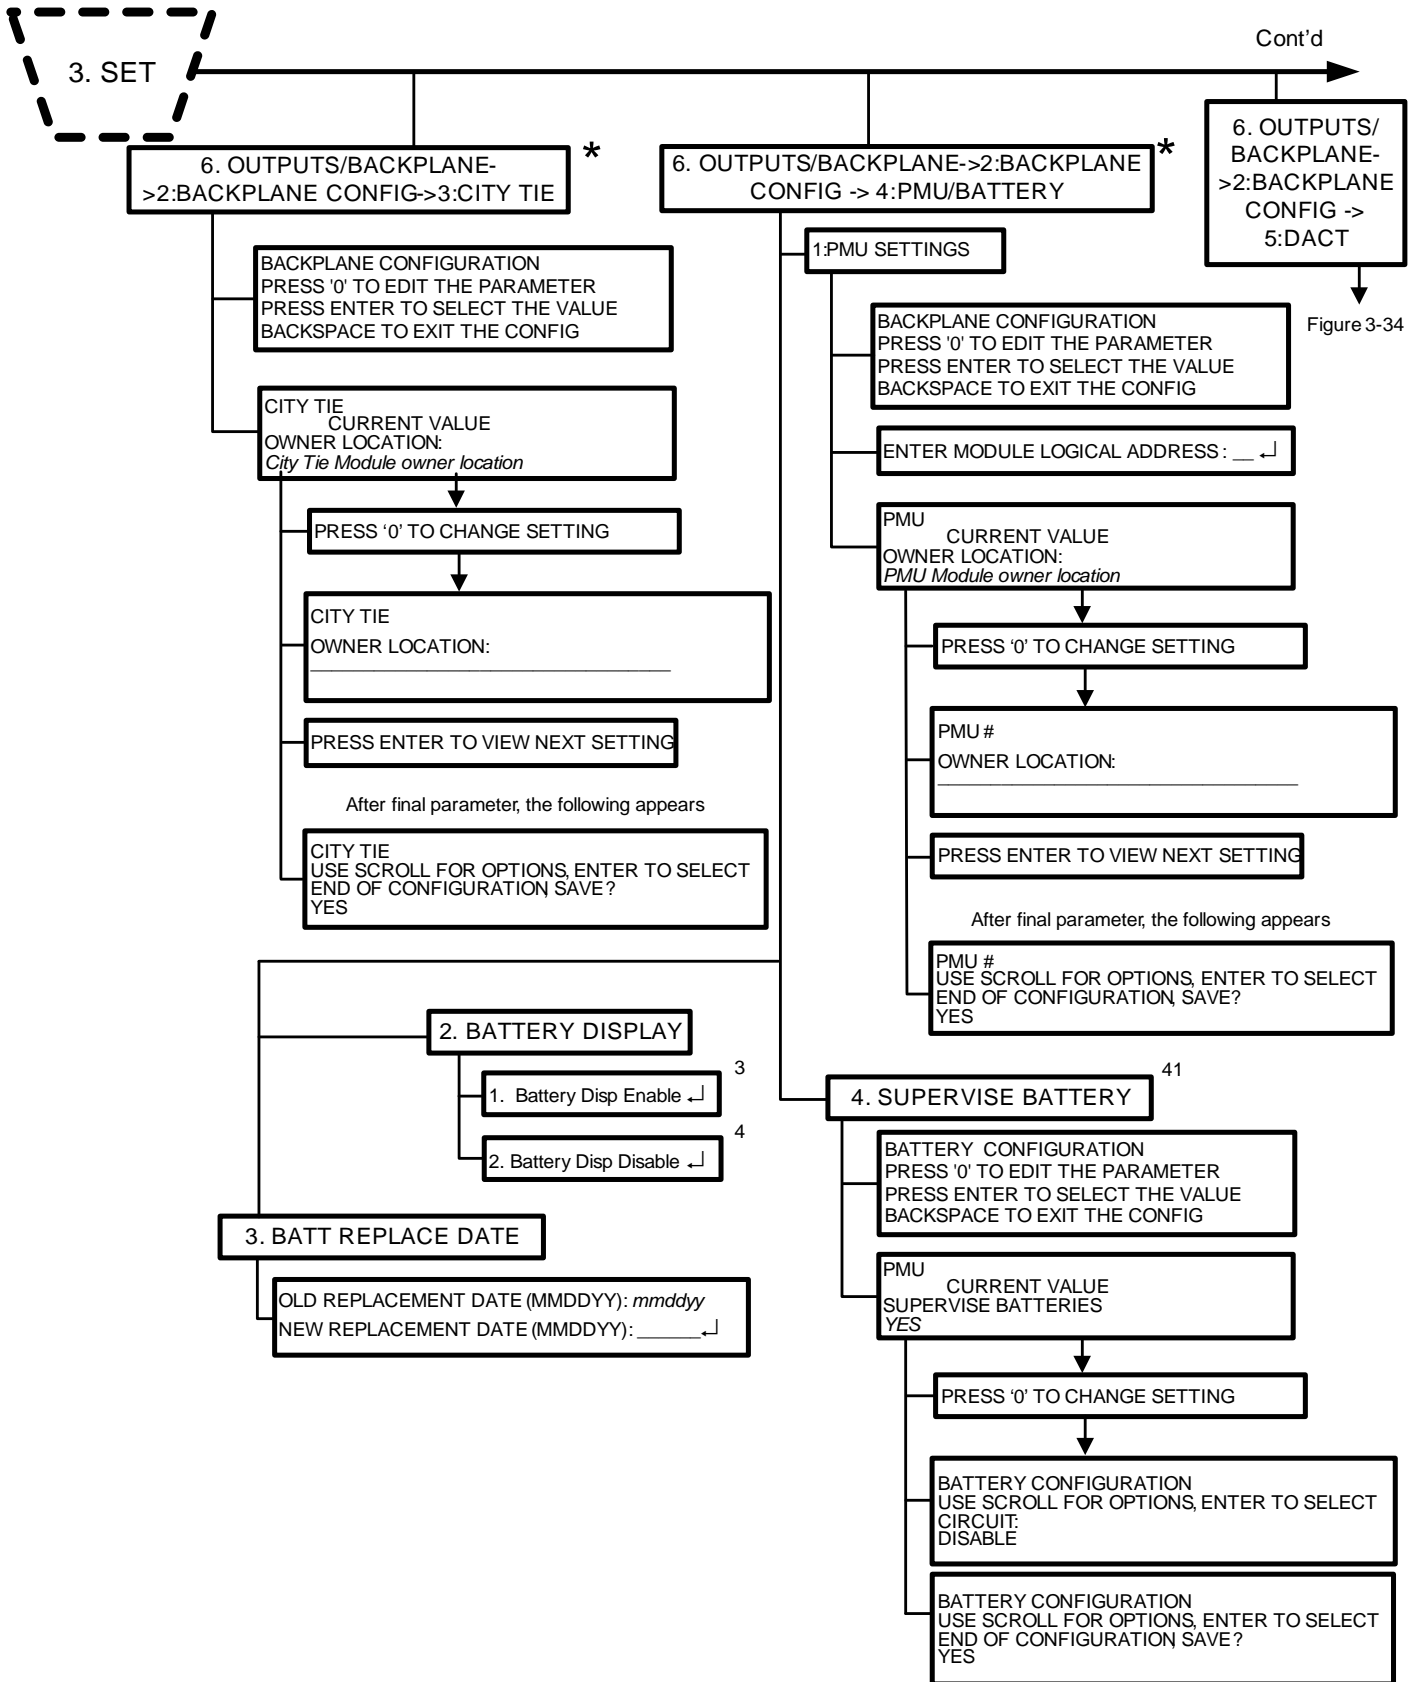 3. SET
Cont'd
6. OUTPUTS/BACKPLANE-
>2:BACKPLANE CONFIG->3:CITY TIE
*
BACKPLANE CONFIGURATION
PRESS '0' TO EDIT THE PARAMETER
PRESS ENTER TO SELECT THE VALUE
BACKSPACE TO EXIT THE CONFIG
CITY TIE
CURRENT VALUE
OWNER LOCATION:
City Tie Module owner location
PRESS ‘0’ TO CHANGE SETTING
CITY TIE
OWNER LOCATION:
__________________________________
PRESS ENTER TO VIEW NEXT SETTING
After final parameter, the following appears
CITY TIE
USE SCROLL FOR OPTIONS, ENTER TO SELECT
END OF CONFIGURATION, SAVE?
YES
6. OUTPUTS/BACKPLANE->2:BACKPLANE
CONFIG -> 4:PMU/BATTERY
*
1:PMU SETTINGS
BACKPLANE CONFIGURATION
PRESS '0' TO EDIT THE PARAMETER
PRESS ENTER TO SELECT THE VALUE
BACKSPACE TO EXIT THE CONFIG
ENTER MODULE LOGICAL ADDRESS : __ ↵
PMU
CURRENT VALUE
OWNER LOCATION:
PMU Module owner location
PRESS ‘0’ TO CHANGE SETTING
PMU #
OWNER LOCATION:
__________________________________
PRESS ENTER TO VIEW NEXT SETTING
After final parameter, the following appears
PMU #
USE SCROLL FOR OPTIONS, ENTER TO SELECT
END OF CONFIGURATION, SAVE?
YES
2. BATTERY DISPLAY
3
1. Battery Disp Enable ↵
4
2. Battery Disp Disable ↵
3. BATT REPLACE DATE
OLD REPLACEMENT DATE (MMDDYY): mmddyy
NEW REPLACEMENT DATE (MMDDYY): ______↵
41
4. SUPERVISE BATTERY
BATTERY CONFIGURATION
PRESS '0' TO EDIT THE PARAMETER
PRESS ENTER TO SELECT THE VALUE
BACKSPACE TO EXIT THE CONFIG
PMU
CURRENT VALUE
SUPERVISE BATTERIES
YES
PRESS ‘0’ TO CHANGE SETTING
BATTERY CONFIGURATION
USE SCROLL FOR OPTIONS, ENTER TO SELECT
CIRCUIT:
DISABLE
BATTERY CONFIGURATION
USE SCROLL FOR OPTIONS, ENTER TO SELECT
END OF CONFIGURATION, SAVE?
YES
6. OUTPUTS/
BACKPLANE-
>2:BACKPLANE
CONFIG ->
5:DACT
Figure 3-34